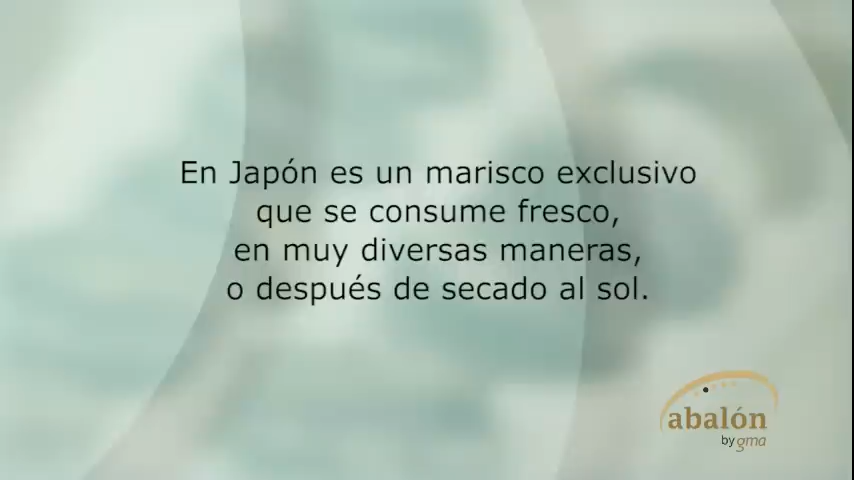 En Japón es un marisco exclusivo
que se consume fresco,
en muy diversas maneras,
o después de secado al sol.
abalón
by gma